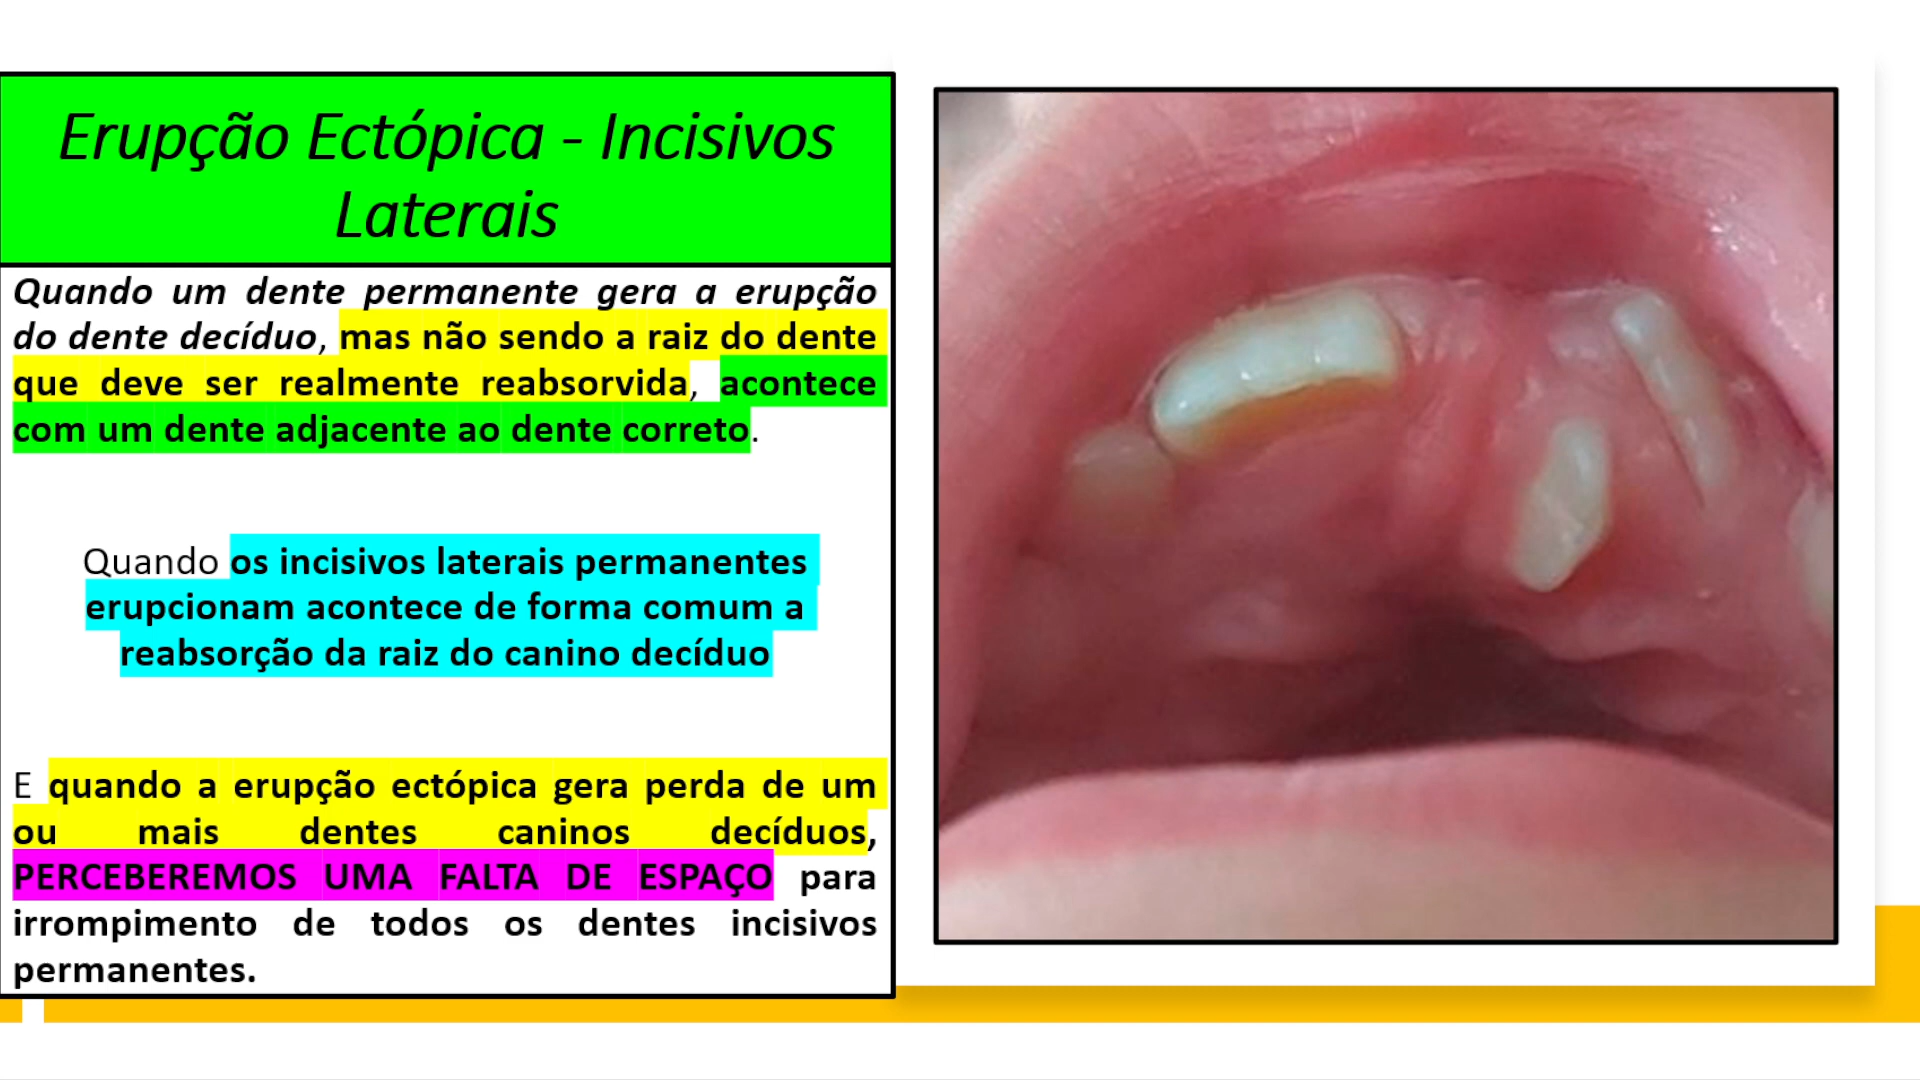 Erupção Ectópica - Incisivos
Laterais
Quando um dente permanente gera a erupção
do dente decíduo, mas não sendo a raiz do dente
que deve ser realmente reabsorvida, acontece
com um dente adjacente ao dente correto.
Quando os incisivos laterais permanentes
erupcionam acontece de forma comum a
reabsorção da raiz do canino decíduo
E quando a erupção ectópica gera perda de um
ou mais dentes caninos decíduos,
PERCEBEREMOS UMA FALTA DE ESPAÇO para
irrompimento de todos os dentes incisivos
permanentes.